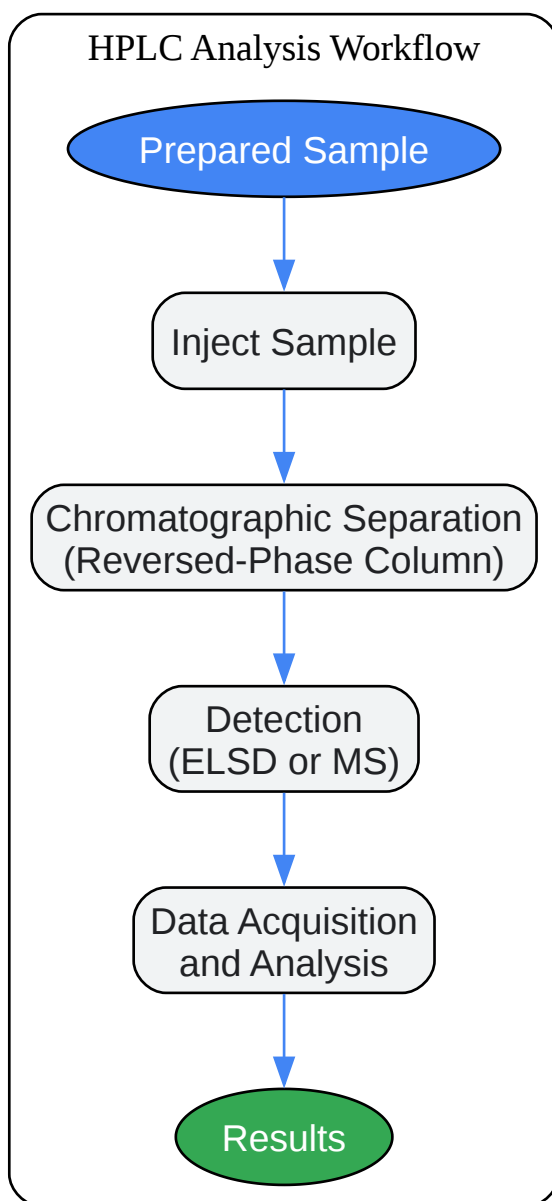 HPLC Analysis Workflow
Prepared Sample
Inject Sample
Chromatographic Separation
(Reversed-Phase Column)
Detection
(ELSD or MS)
Data Acquisition
and Analysis
Results